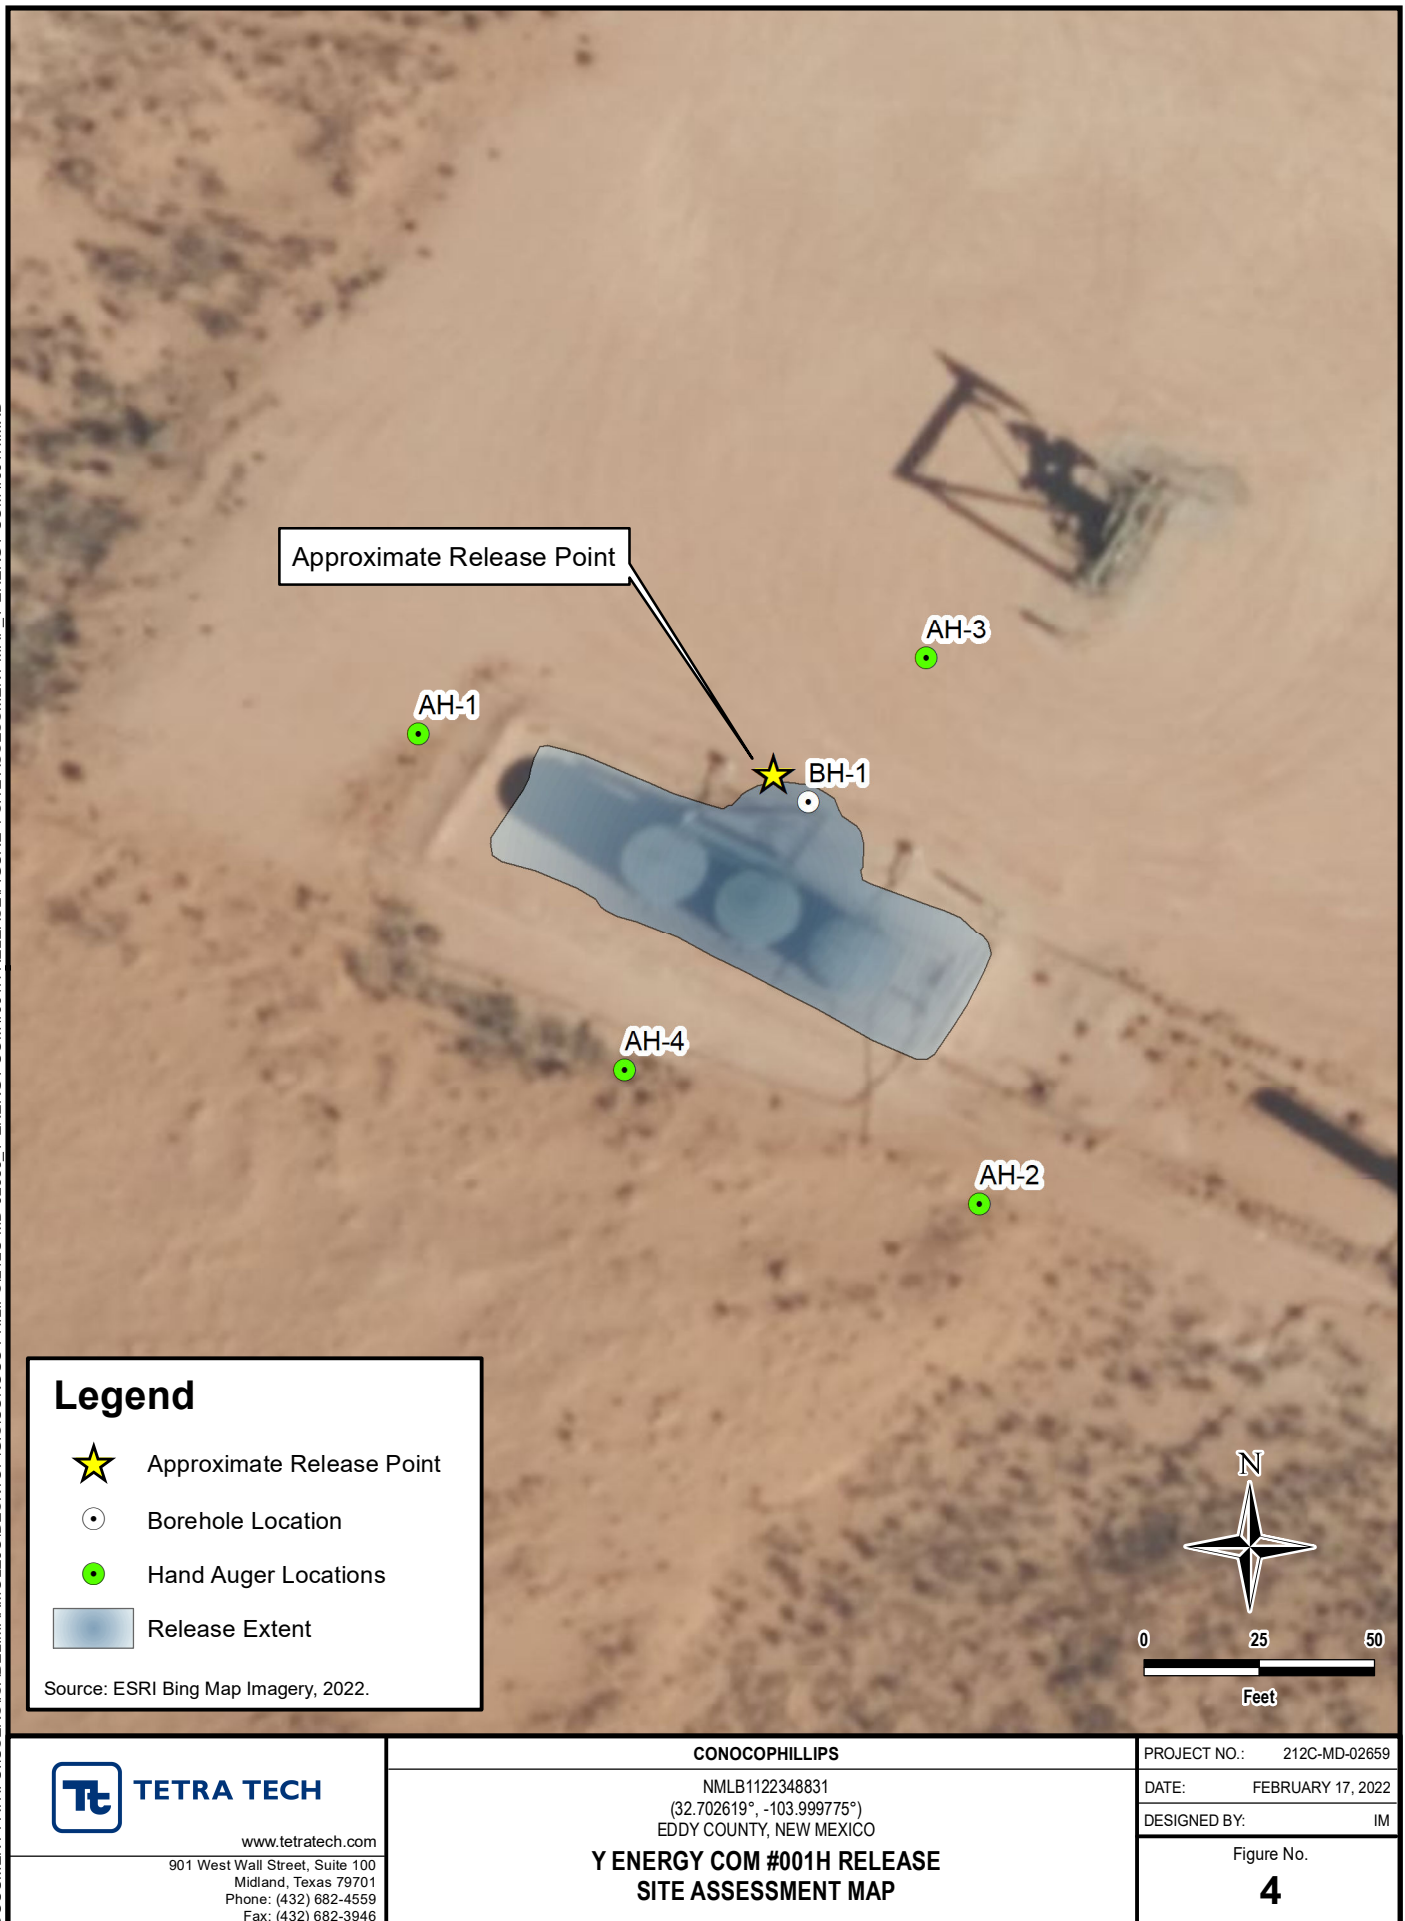 Approximate Release Point
AH-3
AH-1
BH-1
AH-4
AH-2
Legend
Approximate Release Point
Borehole Location
Hand Auger Locations
Release Extent
Source: ESRI Bing Map Imagery, 2022.
N
0 25 50
Feet
TETRA TECH
www.tetratech.com
901 West Wall Street, Suite 100
Midland, Texas 79701
Phone: (432) 682-4559
Fax: (432) 682-3946
CONOCOPHILLIPS
NMLB1122348831
(32.702619°, -103.999775°)
EDDY COUNTY, NEW MEXICO
Y ENERGY COM #001H RELEASE
SITE ASSESSMENT MAP
PROJECT NO.: 212C-MD-02659
DATE: FEBRUARY 17, 2022
DESIGNED BY: IM
Figure No.
4